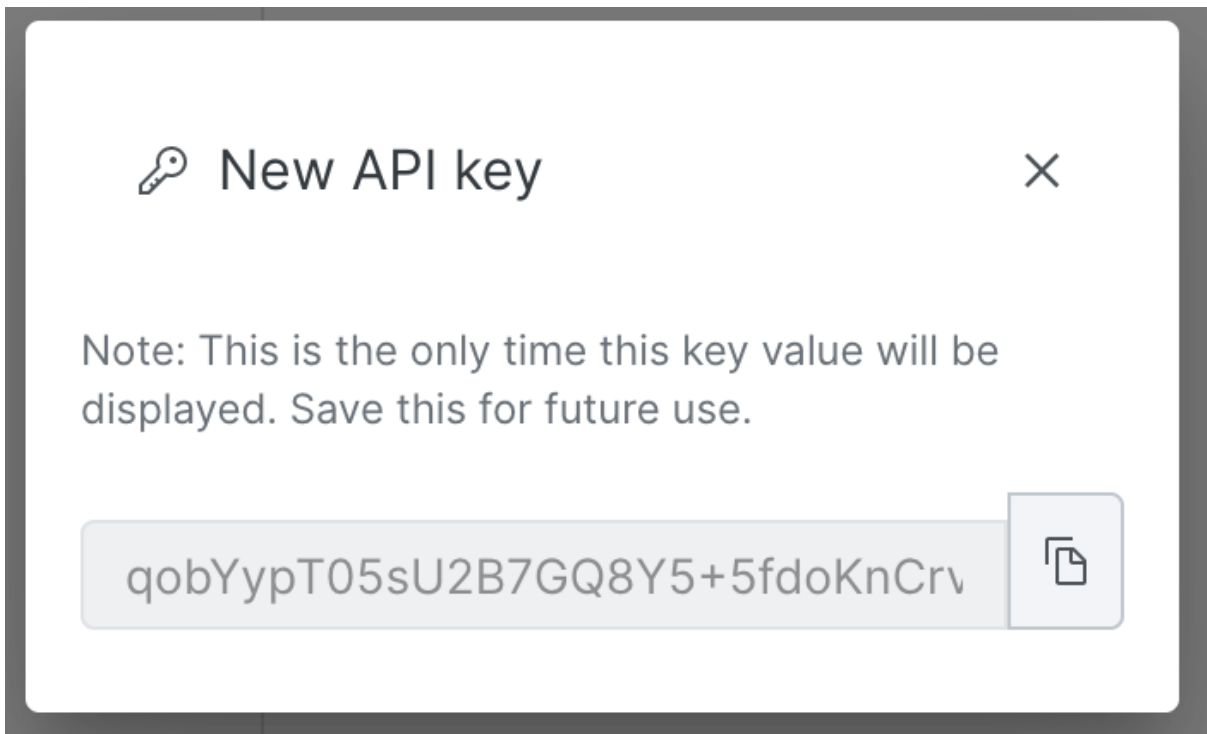 New API key
Note: This is the only time this key value will be
displayed. Save this for future use.
qobYypT05sU2B7GQ8Y5+5fdoKnCrv